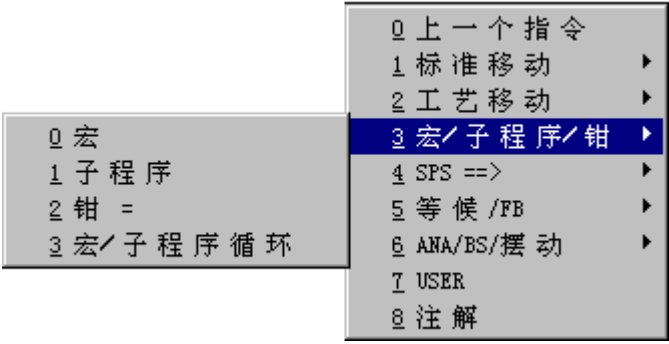 0 上一个指令
1 标准移动
2 工艺移动
3 宏/子程序/钳
4 SPS ==>
5 等候/FB
6 ANA/BS/摆动
7 USER
8 注解
0 宏
1 子程序
2 钳 =
3 宏/子程序循环